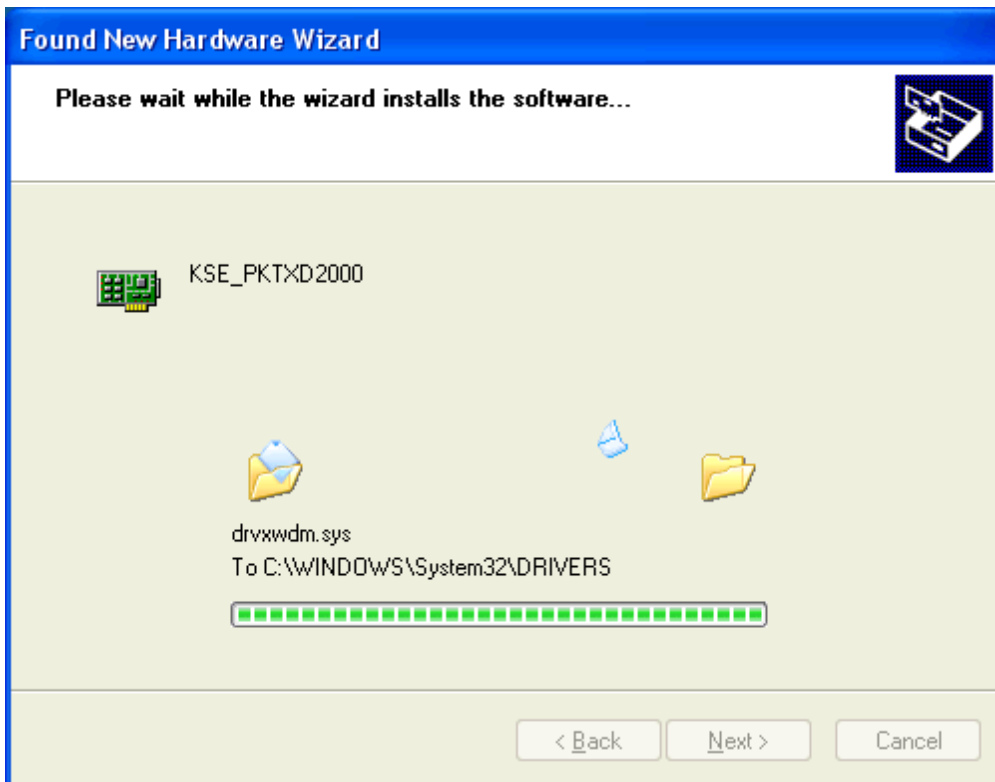 Found New Hardware Wizard
Please wait while the wizard installs the software...
KSE_PKTXD2000
drvxwdm.sys
To C:\WINDOWS\System32\DRIVERS
< Back
Next >
Cancel